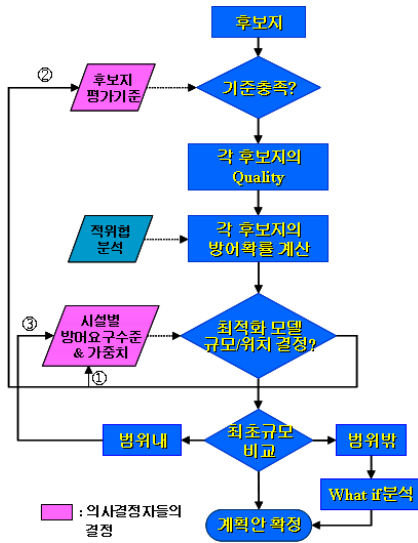 후보지
②
후보지
평가기준
기준충족?
각 후보지의
Quality
적위협
분석
각 후보지의
방어확률 계산
③
시설별
방어요구수준
& 가중치
최적화 모델
규모/위치 결정?
①
범위내
최초규모
비교
범위밖
What if분석
: 의사결정자들의
결정
계획안 확정